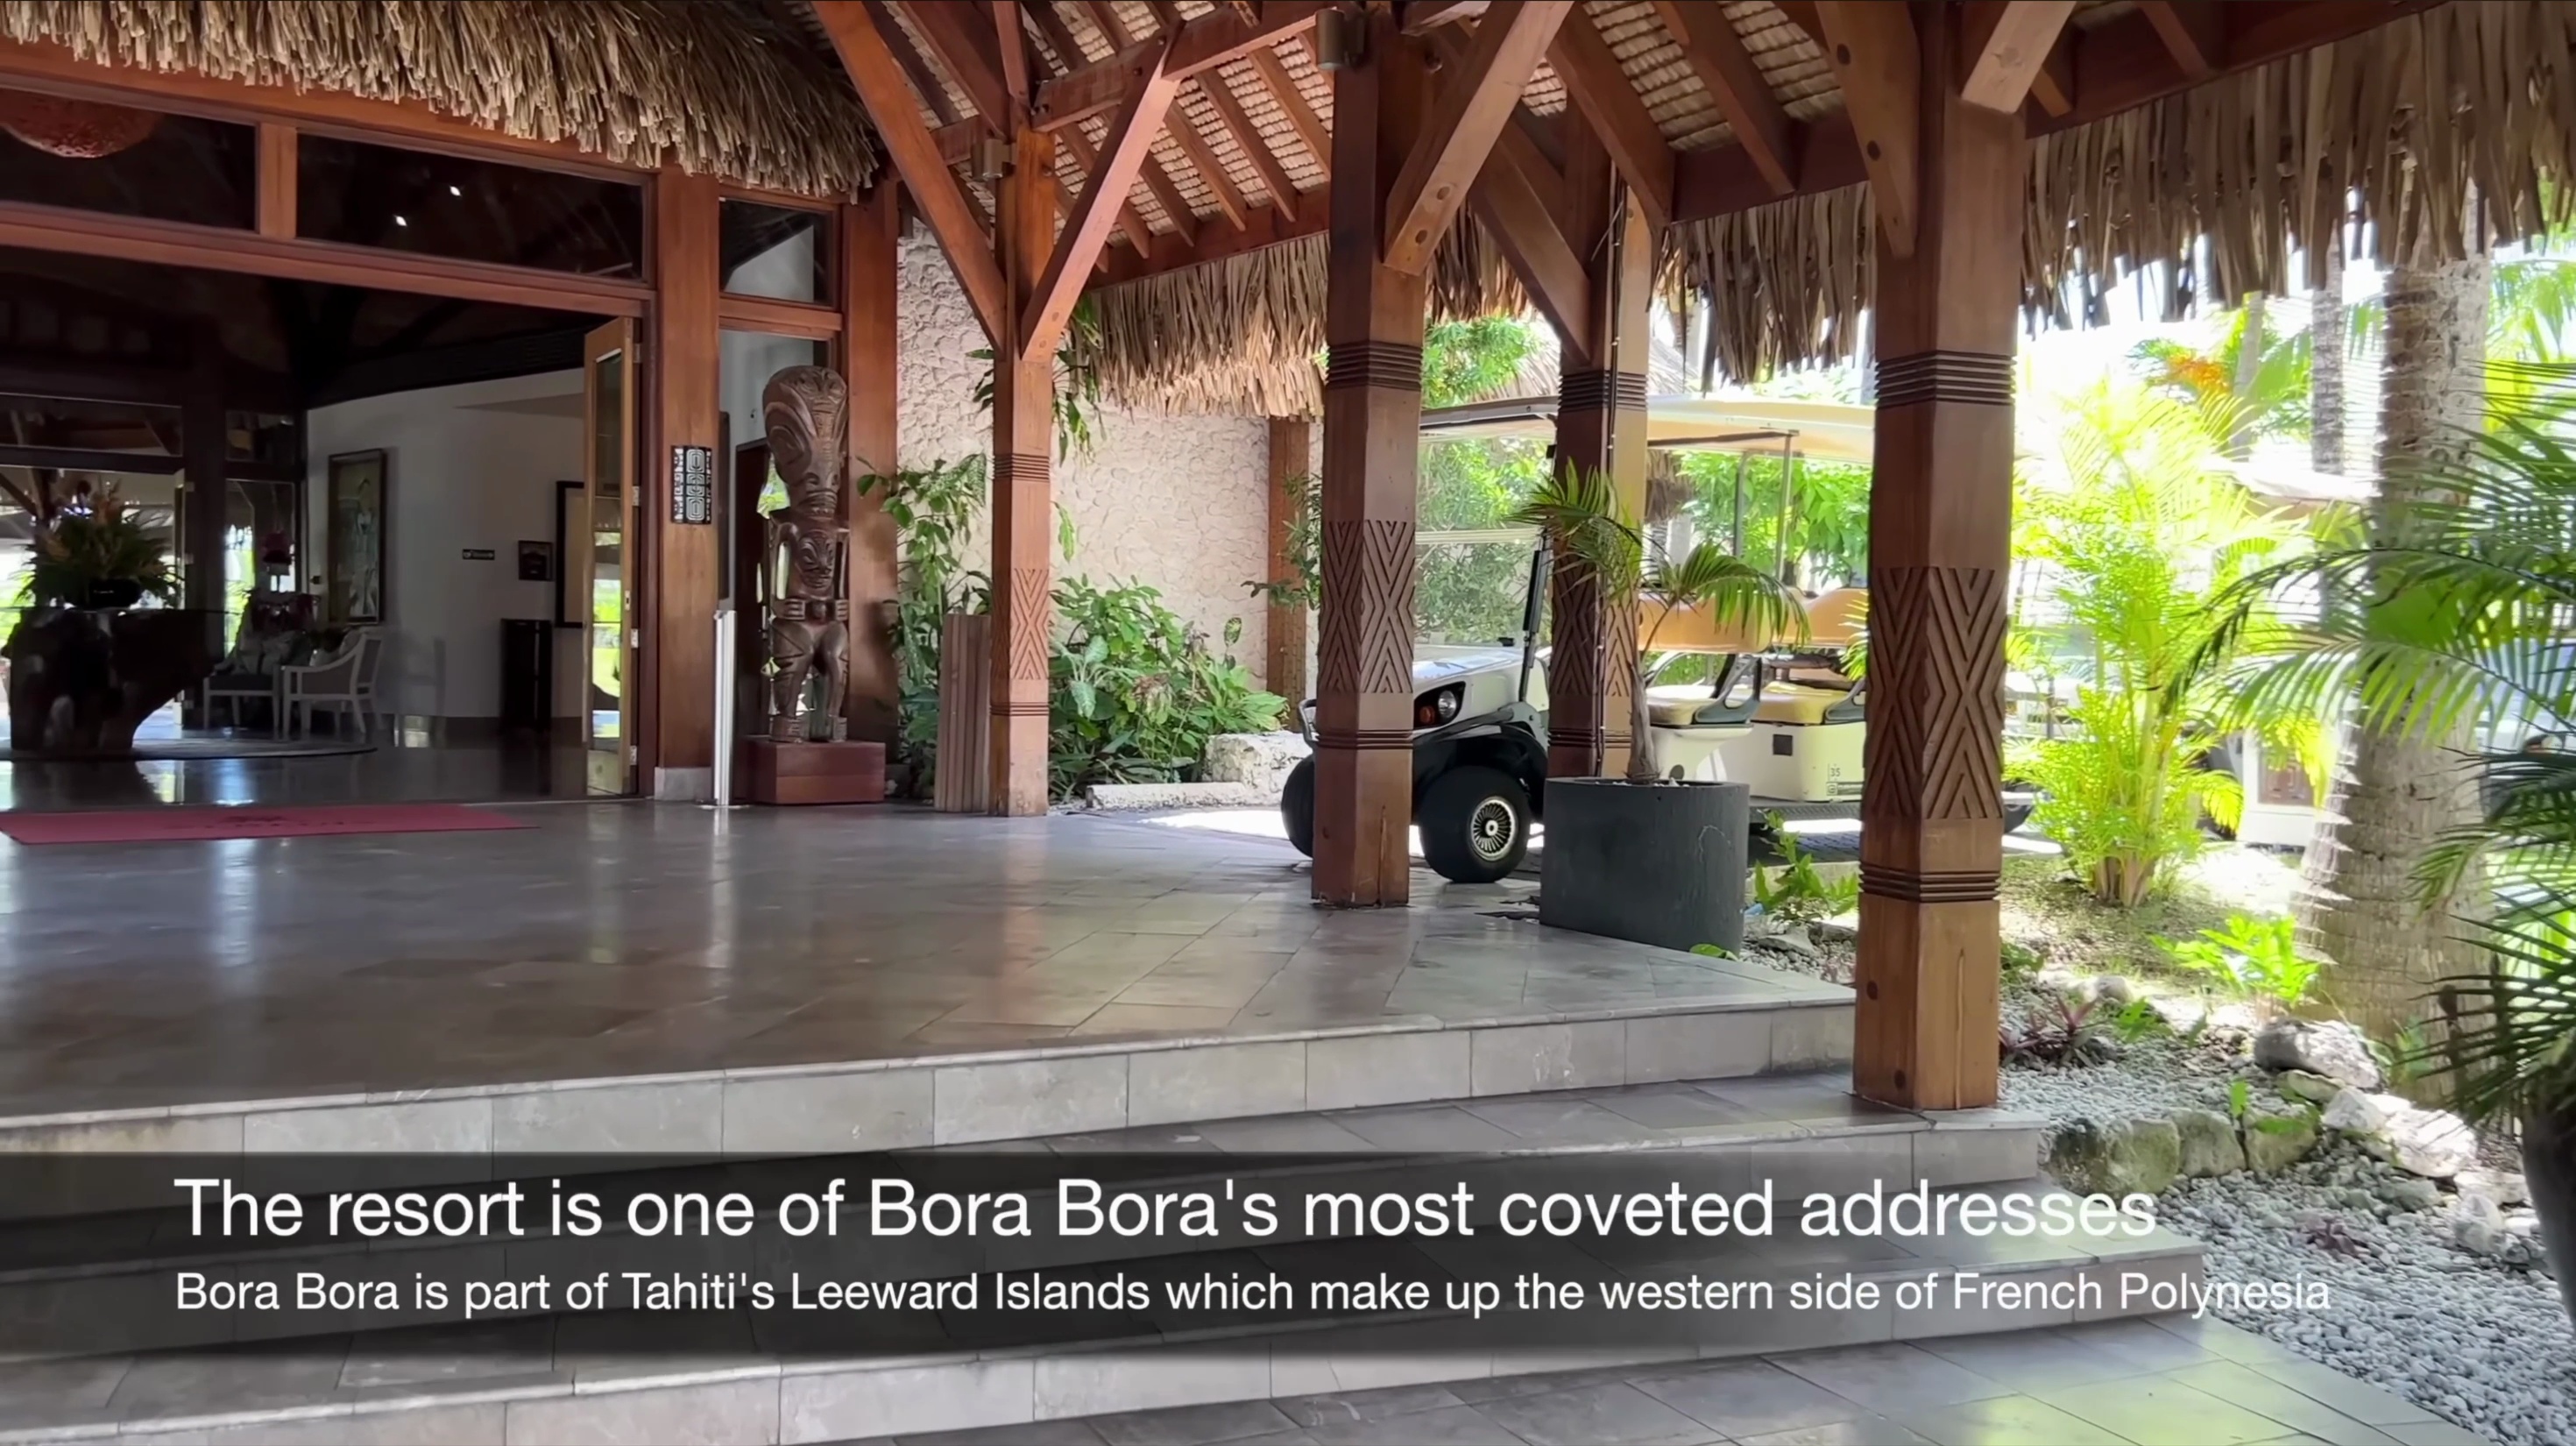 The resort is one of Bora Bora's most coveted addresses
Bora Bora is part of Tahiti's Leeward Islands which make up the western side of French Polynesia
35